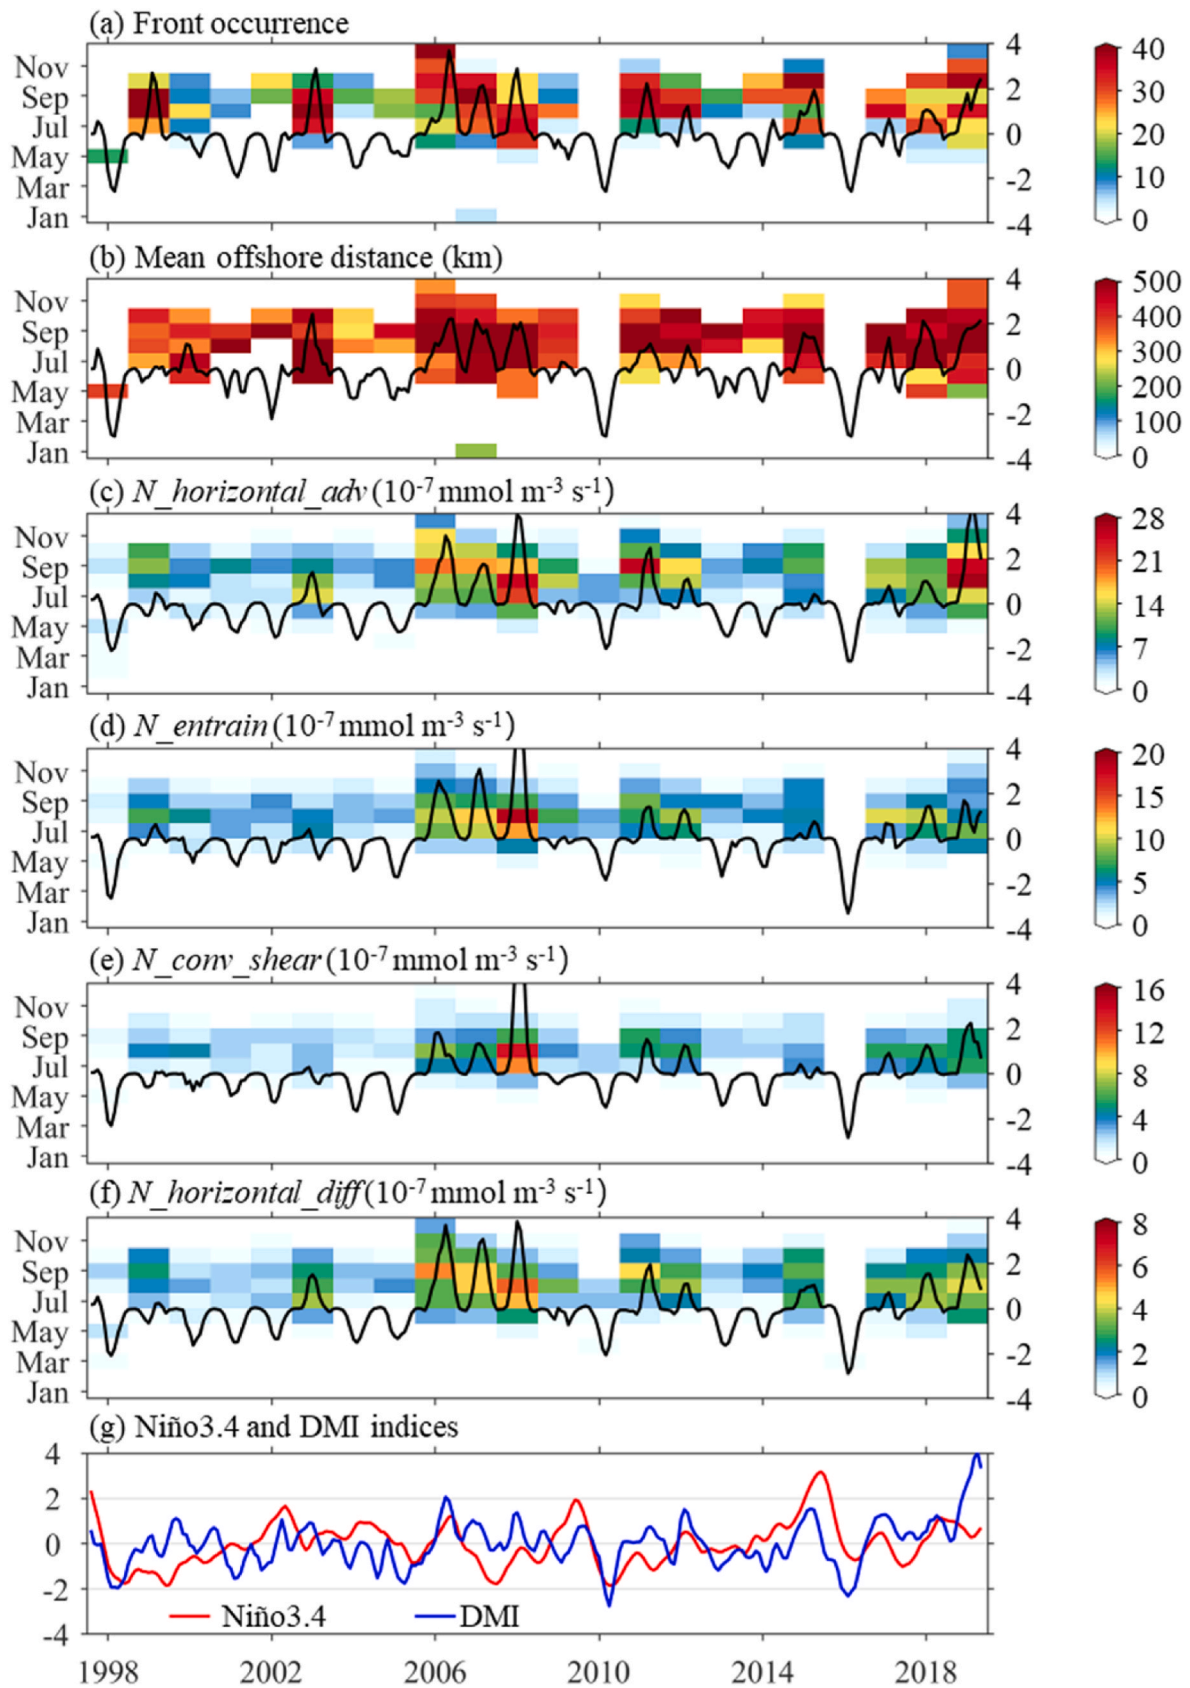 (a) Front occurrence
Nov
Sep
Jul
May
Mar
Jan
4
2
0
-2
-4
40
30
20
10
0
(b) Mean offshore distance (km)
Nov
Sep
Jul
May
Mar
Jan
4
2
0
-2
-4
500
400
300
200
100
0
(c) N_horizontal_adv (10-7 mmol m-3 s-1)
Nov
Sep
Jul
May
Mar
Jan
4
2
0
-2
-4
28
21
14
7
0
(d) N_entrain (10-7 mmol m-3 s-1)
Nov
Sep
Jul
May
Mar
Jan
4
2
0
-2
-4
20
15
10
5
0
(e) N_conv_shear (10-7 mmol m-3 s-1)
Nov
Sep
Jul
May
Mar
Jan
4
2
0
-2
-4
16
12
8
4
0
(f) N_horizontal_diff (10-7 mmol m-3 s-1)
Nov
Sep
Jul
May
Mar
Jan
4
2
0
-2
-4
8
6
4
2
0
(g) Niño3.4 and DMI indices
4
2
0
-2
-4
Niño3.4 DMI
1998 2002 2006 2010 2014 2018